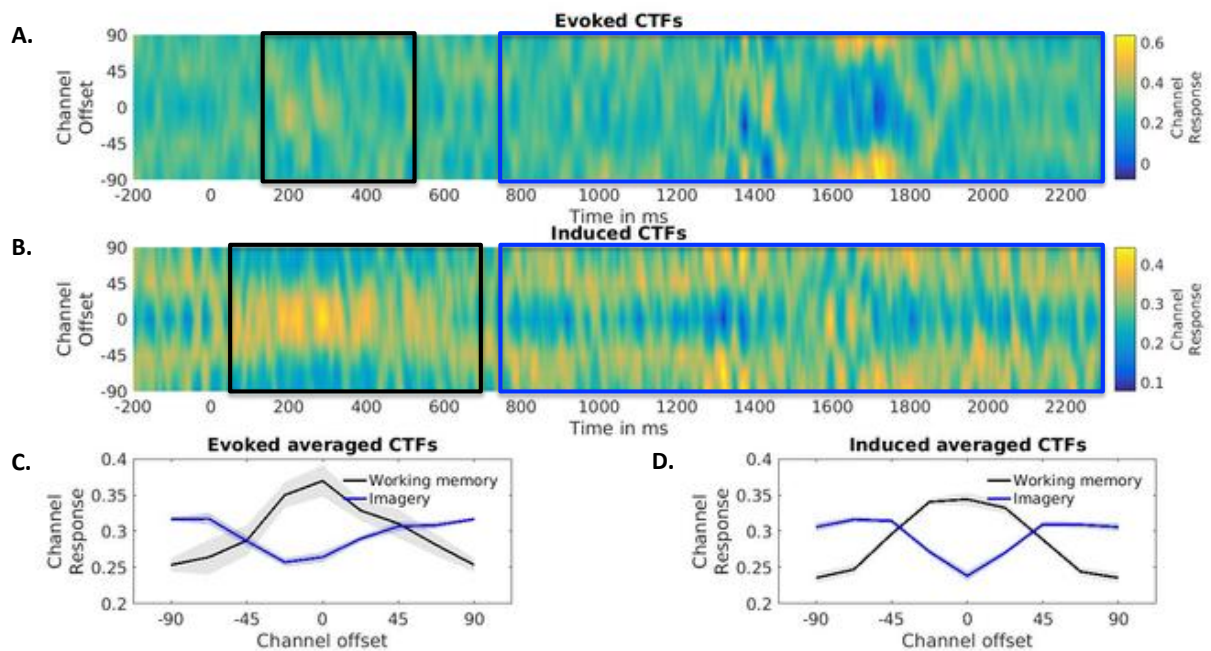 A.
Evoked CTFs
90
45
0
-45
-90
Channel
Offset
-200 0 200 400 600 800 1000 1200 1400 1600 1800 2000 2200
Time in ms
0.6
0.4
0.2
0
Channel
Response
B.
Induced CTFs
90
45
0
-45
-90
Channel
Offset
-200 0 200 400 600 800 1000 1200 1400 1600 1800 2000 2200
Time in ms
0.4
0.3
0.2
0.1
Channel
Response
C.
Evoked averaged CTFs
0.4
0.35
0.3
0.25
0.2
Channel
Response
Working memory
Imagery
-90 -45 0 45 90
Channel offset
D.
Induced averaged CTFs
0.4
0.35
0.3
0.25
0.2
Channel
Response
Working memory
Imagery
-90 -45 0 45 90
Channel offset